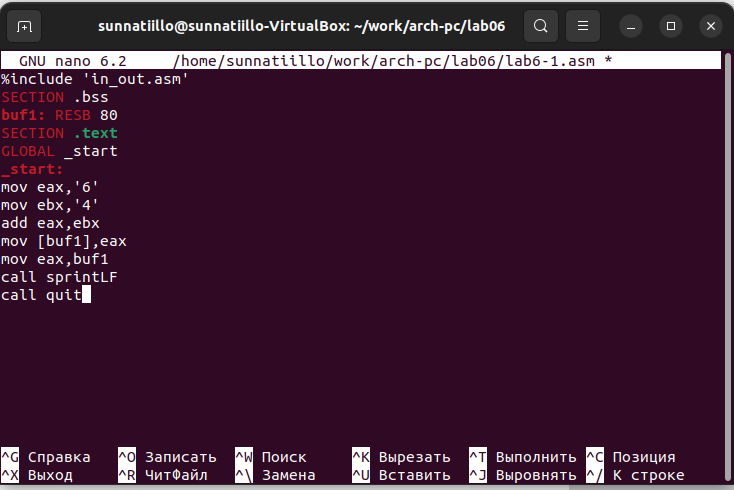 sunnatiillo@sunnatiillo-VirtualBox: ~/work/arch-pc/lab06
GNU nano 6.2 /home/sunnatiillo/work/arch-pc/lab06/lab6-1.asm *
%include 'in_out.asm'
SECTION .bss
buf1: RESB 80
SECTION .text
GLOBAL _start
_start:
mov eax,'6'
mov ebx,'4'
add eax,ebx
mov [buf1],eax
mov eax,buf1
call sprintLF
call quit
^G Справка ^O Записать ^W Поиск ^K Вырезать ^T Выполнить ^C Позиция
^X Выход ^R ЧитФайл ^\ Замена ^U Вставить ^J Выровнять ^/ К строке